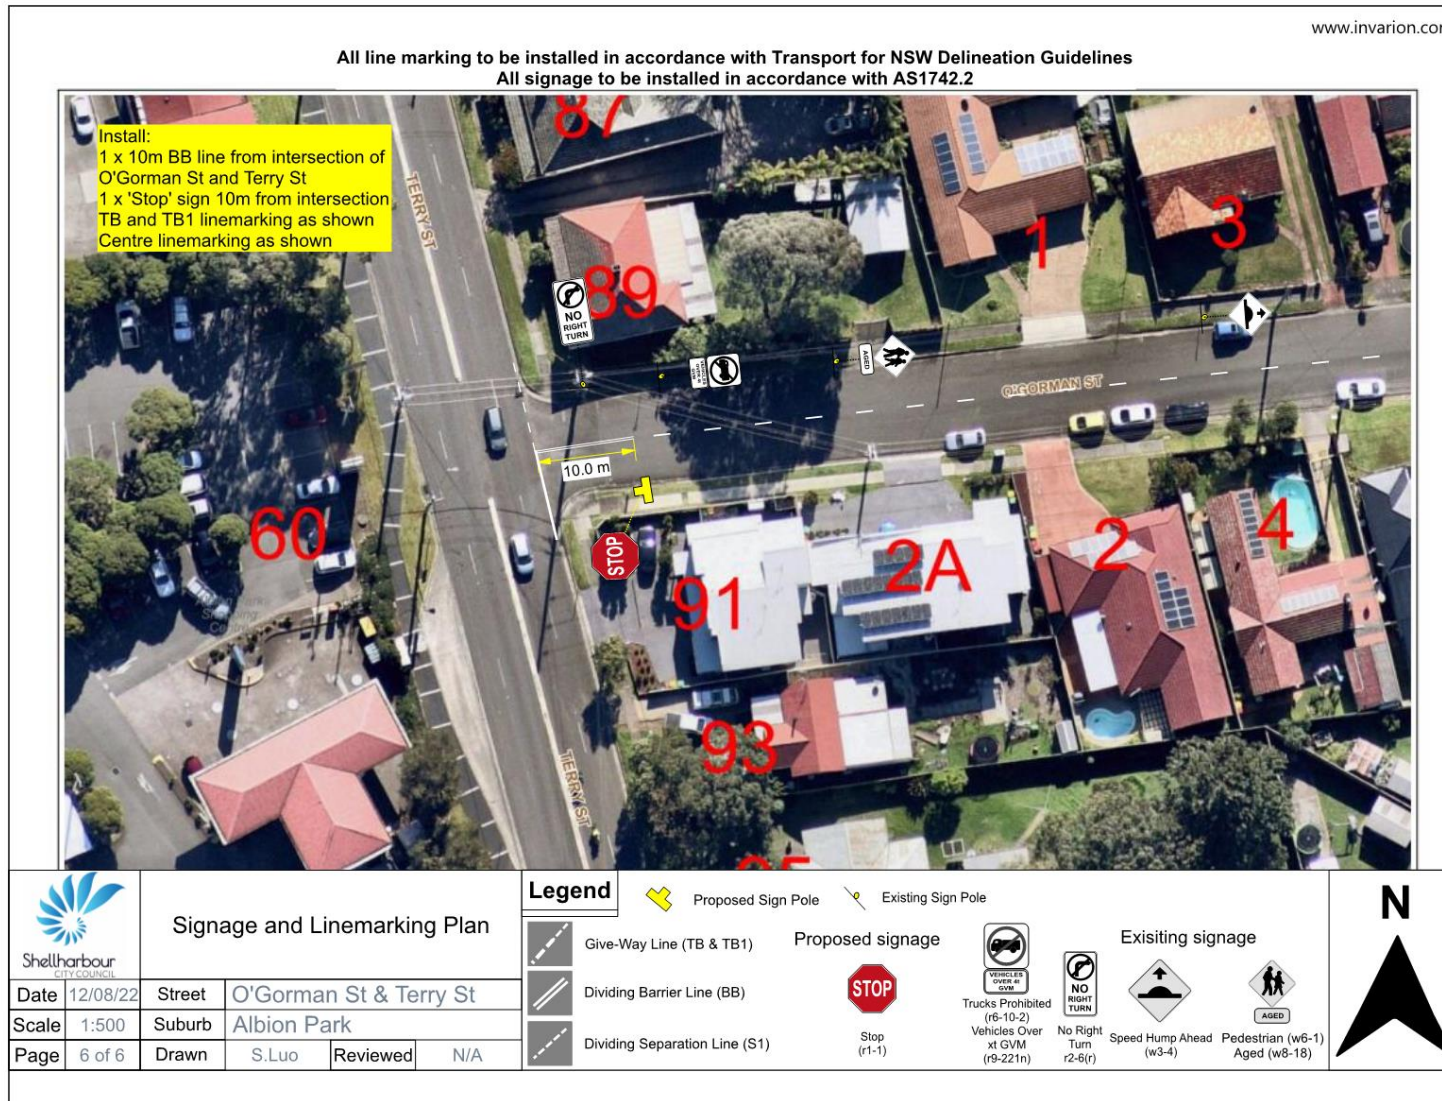 www.invarion.com
All line marking to be installed in accordance with Transport for NSW Delineation Guidelines
All signage to be installed in accordance with AS1742.2
Install:
1 x 10m BB line from intersection of
O'Gorman St and Terry St
1 x 'Stop' sign 10m from intersection
TB and TB1 linemarking as shown
Centre linemarking as shown
TERRY ST
87
1
3
89
NO
RIGHT
TURN
VEHICLES
OVER 4t
GVM
AGED
O'GORMAN ST
10.0 m
STOP
60
91
2A
2
4
93
TERRY ST
95
Shellharbour
CITY COUNCIL
Signage and Linemarking Plan
Date 12/08/22 Street O'Gorman St & Terry St
Scale 1:500 Suburb Albion Park
Page 6 of 6 Drawn S.Luo Reviewed N/A
Legend
Proposed Sign Pole
Existing Sign Pole
Give-Way Line (TB & TB1)
Dividing Barrier Line (BB)
Dividing Separation Line (S1)
Proposed signage
STOP
Stop
(r1-1)
Exisiting signage
VEHICLES
OVER 4t
GVM
Trucks Prohibited
(r6-10-2)
Vehicles Over
xt GVM
(r9-221n)
NO
RIGHT
TURN
No Right
Turn
r2-6(r)
Speed Hump Ahead
(w3-4)
AGED
Pedestrian (w6-1)
Aged (w8-18)
N